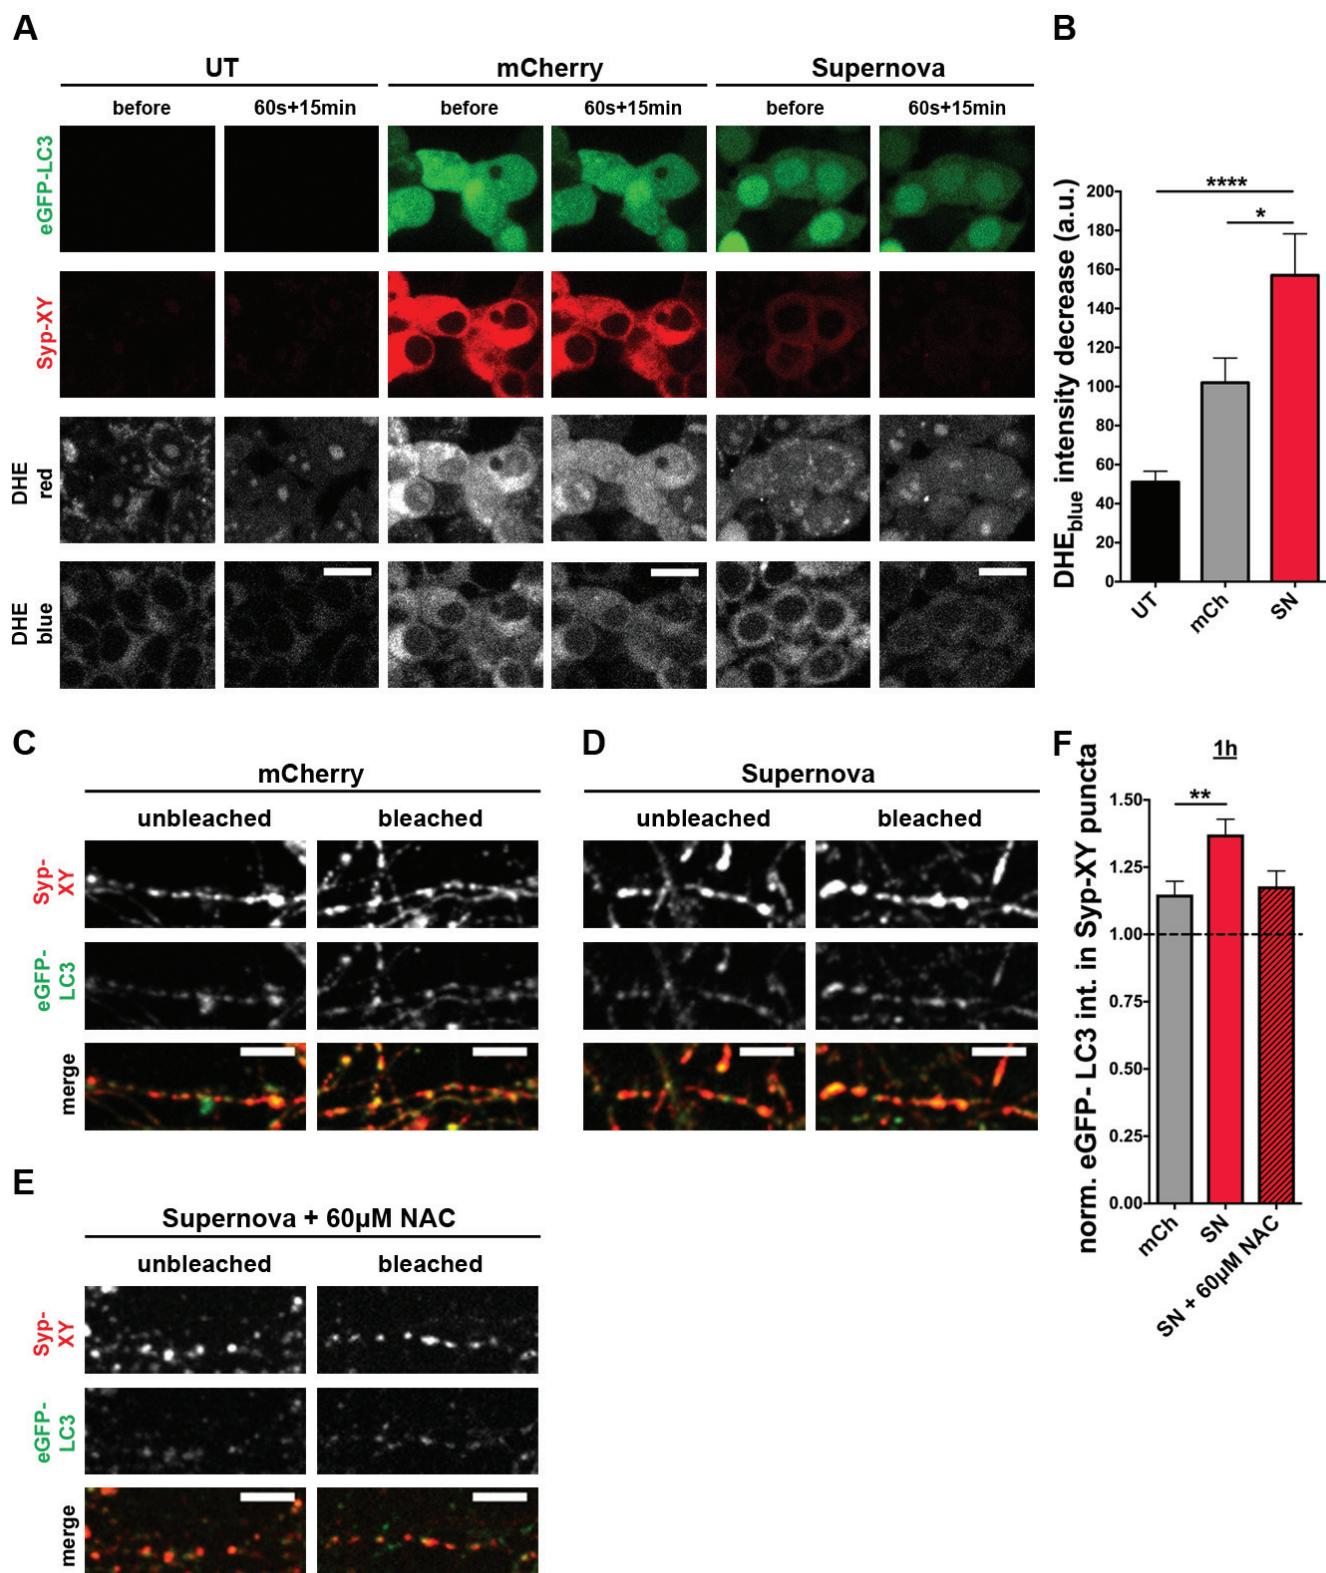 A
UT
mCherry
Supernova
before
60s+15min
before
60s+15min
before
60s+15min
eGFP-LC3
Syp-XY
DHE
red
DHE
blue
B
DHEblue intensity decrease (a.u.)
200
180
160
140
120
100
80
60
40
20
0
****
*
UT
mCh
SN
C
mCherry
unbleached
bleached
Syp-
XY
eGFP-
LC3
merge
D
Supernova
unbleached
bleached
E
Supernova + 60μM NAC
unbleached
bleached
Syp-
XY
eGFP-
LC3
merge
F
1h
**
norm. eGFP- LC3 int. in Syp-XY puncta
1.50
1.25
1.00
0.75
0.50
0.25
0.00
mCh
SN
SN + 60μM NAC